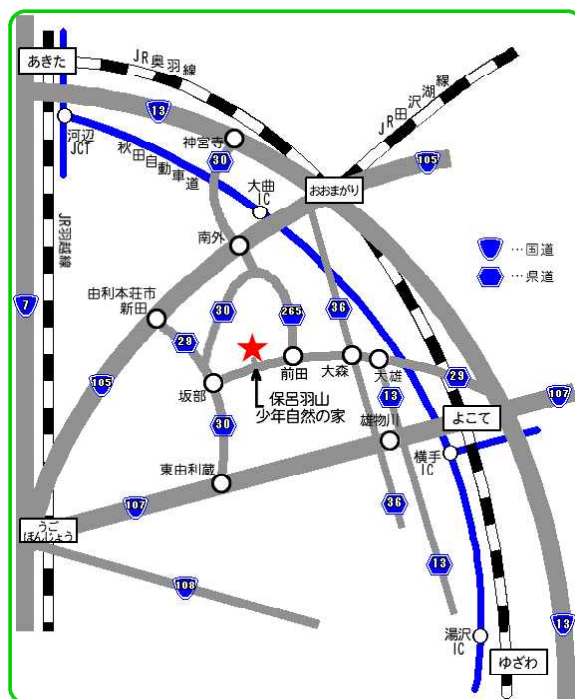 あきた
JR奥羽線
JR田沢湖線
13
河辺
JCT
神宮寺
30
秋田自動車道
105
おおまがり
大曲
IC
JR羽越線
南外
…国道
…県道
7
由利本荘市
新田
30
265
36
29
105
前田
大森
大雄
29
坂部
保呂羽山
少年自然の家
13
よこて
107
雄物川
30
横手
IC
東由利蔵
107
36
うご
ほんじょう
108
13
湯沢
IC
13
ゆざわ